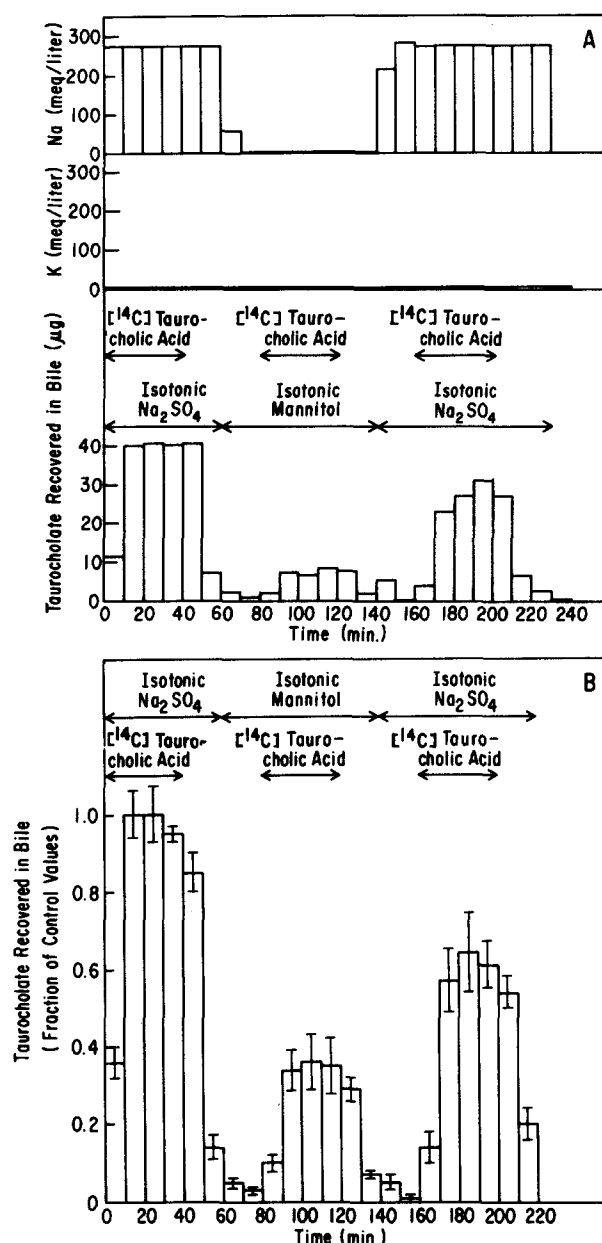 A
Na (meq/liter)
300
200
100
0
K (meq/liter)
300
200
100
0
[¹⁴C] Tauro-
cholic Acid
[¹⁴C] Tauro-
cholic Acid
[¹⁴C] Tauro-
cholic Acid
Isotonic
Na₂SO₄
Isotonic
Mannitol
Isotonic
Na₂SO₄
Taurocholate Recovered in Bile (μg)
40
30
20
10
0
0 20 40 60 80 100 120 140 160 180 200 220 240
Time (min.)
B
Isotonic
Na₂SO₄
Isotonic
Mannitol
Isotonic
Na₂SO₄
[¹⁴C] Tauro-
cholic Acid
[¹⁴C] Tauro-
cholic Acid
[¹⁴C] Tauro-
cholic Acid
Taurocholate Recovered in Bile
(Fraction of Control Values)
1.0
0.8
0.6
0.4
0.2
0
0 20 40 60 80 100 120 140 160 180 200 220
Time (min.)